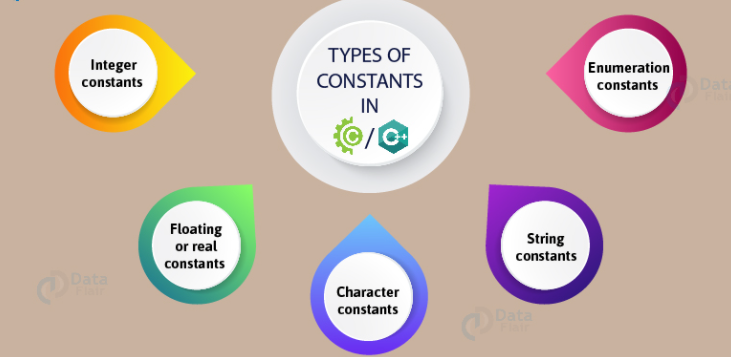 TYPES OF
CONSTANTS
IN
C / C++
Integer
constants
Enumeration
constants
Floating
or real
constants
String
constants
Character
constants
Data
Flair
Data
Flair
Data
Flair